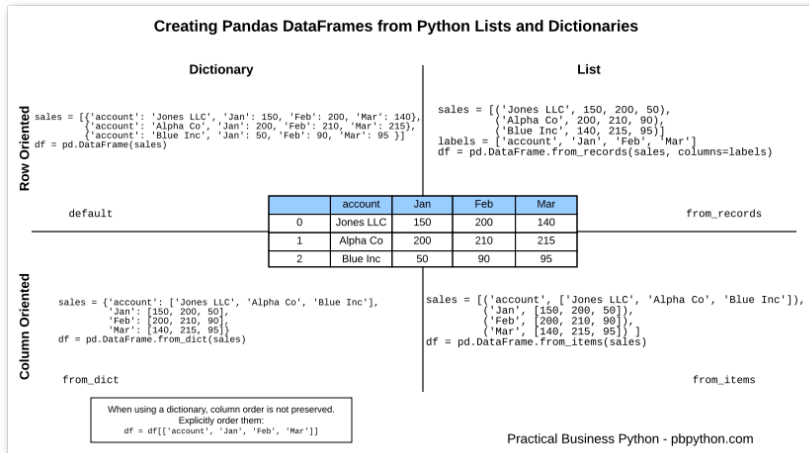 Creating Pandas DataFrames from Python Lists and Dictionaries
Dictionary
List
Row Oriented
sales = [{'account': 'Jones LLC', 'Jan': 150, 'Feb': 200, 'Mar': 140},
{'account': 'Alpha Co', 'Jan': 200, 'Feb': 210, 'Mar': 215},
{'account': 'Blue Inc', 'Jan': 50, 'Feb': 90, 'Mar': 95 }]
df = pd.DataFrame(sales)
default
sales = [('Jones LLC', 150, 200, 50),
('Alpha Co', 200, 210, 90),
('Blue Inc', 140, 215, 95)]
labels = ['account', 'Jan', 'Feb', 'Mar']
df = pd.DataFrame.from_records(sales, columns=labels)
from_records
account Jan Feb Mar
0 Jones LLC 150 200 140
1 Alpha Co 200 210 215
2 Blue Inc 50 90 95
Column Oriented
sales = {'account': ['Jones LLC', 'Alpha Co', 'Blue Inc'],
'Jan': [150, 200, 50],
'Feb': [200, 210, 90],
'Mar': [140, 215, 95]}
df = pd.DataFrame.from_dict(sales)
from_dict
sales = [('account', ['Jones LLC', 'Alpha Co', 'Blue Inc']),
('Jan', [150, 200, 50]),
('Feb', [200, 210, 90]),
('Mar', [140, 215, 95]) ]
df = pd.DataFrame.from_items(sales)
from_items
When using a dictionary, column order is not preserved.
Explicitly order them:
df = df[['account', 'Jan', 'Feb', 'Mar']]
Practical Business Python - pbpython.com